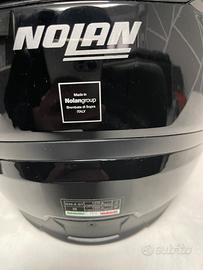 NOLAN
Made in
Nolangroup
Brembate di Sopra
ITALY
subito